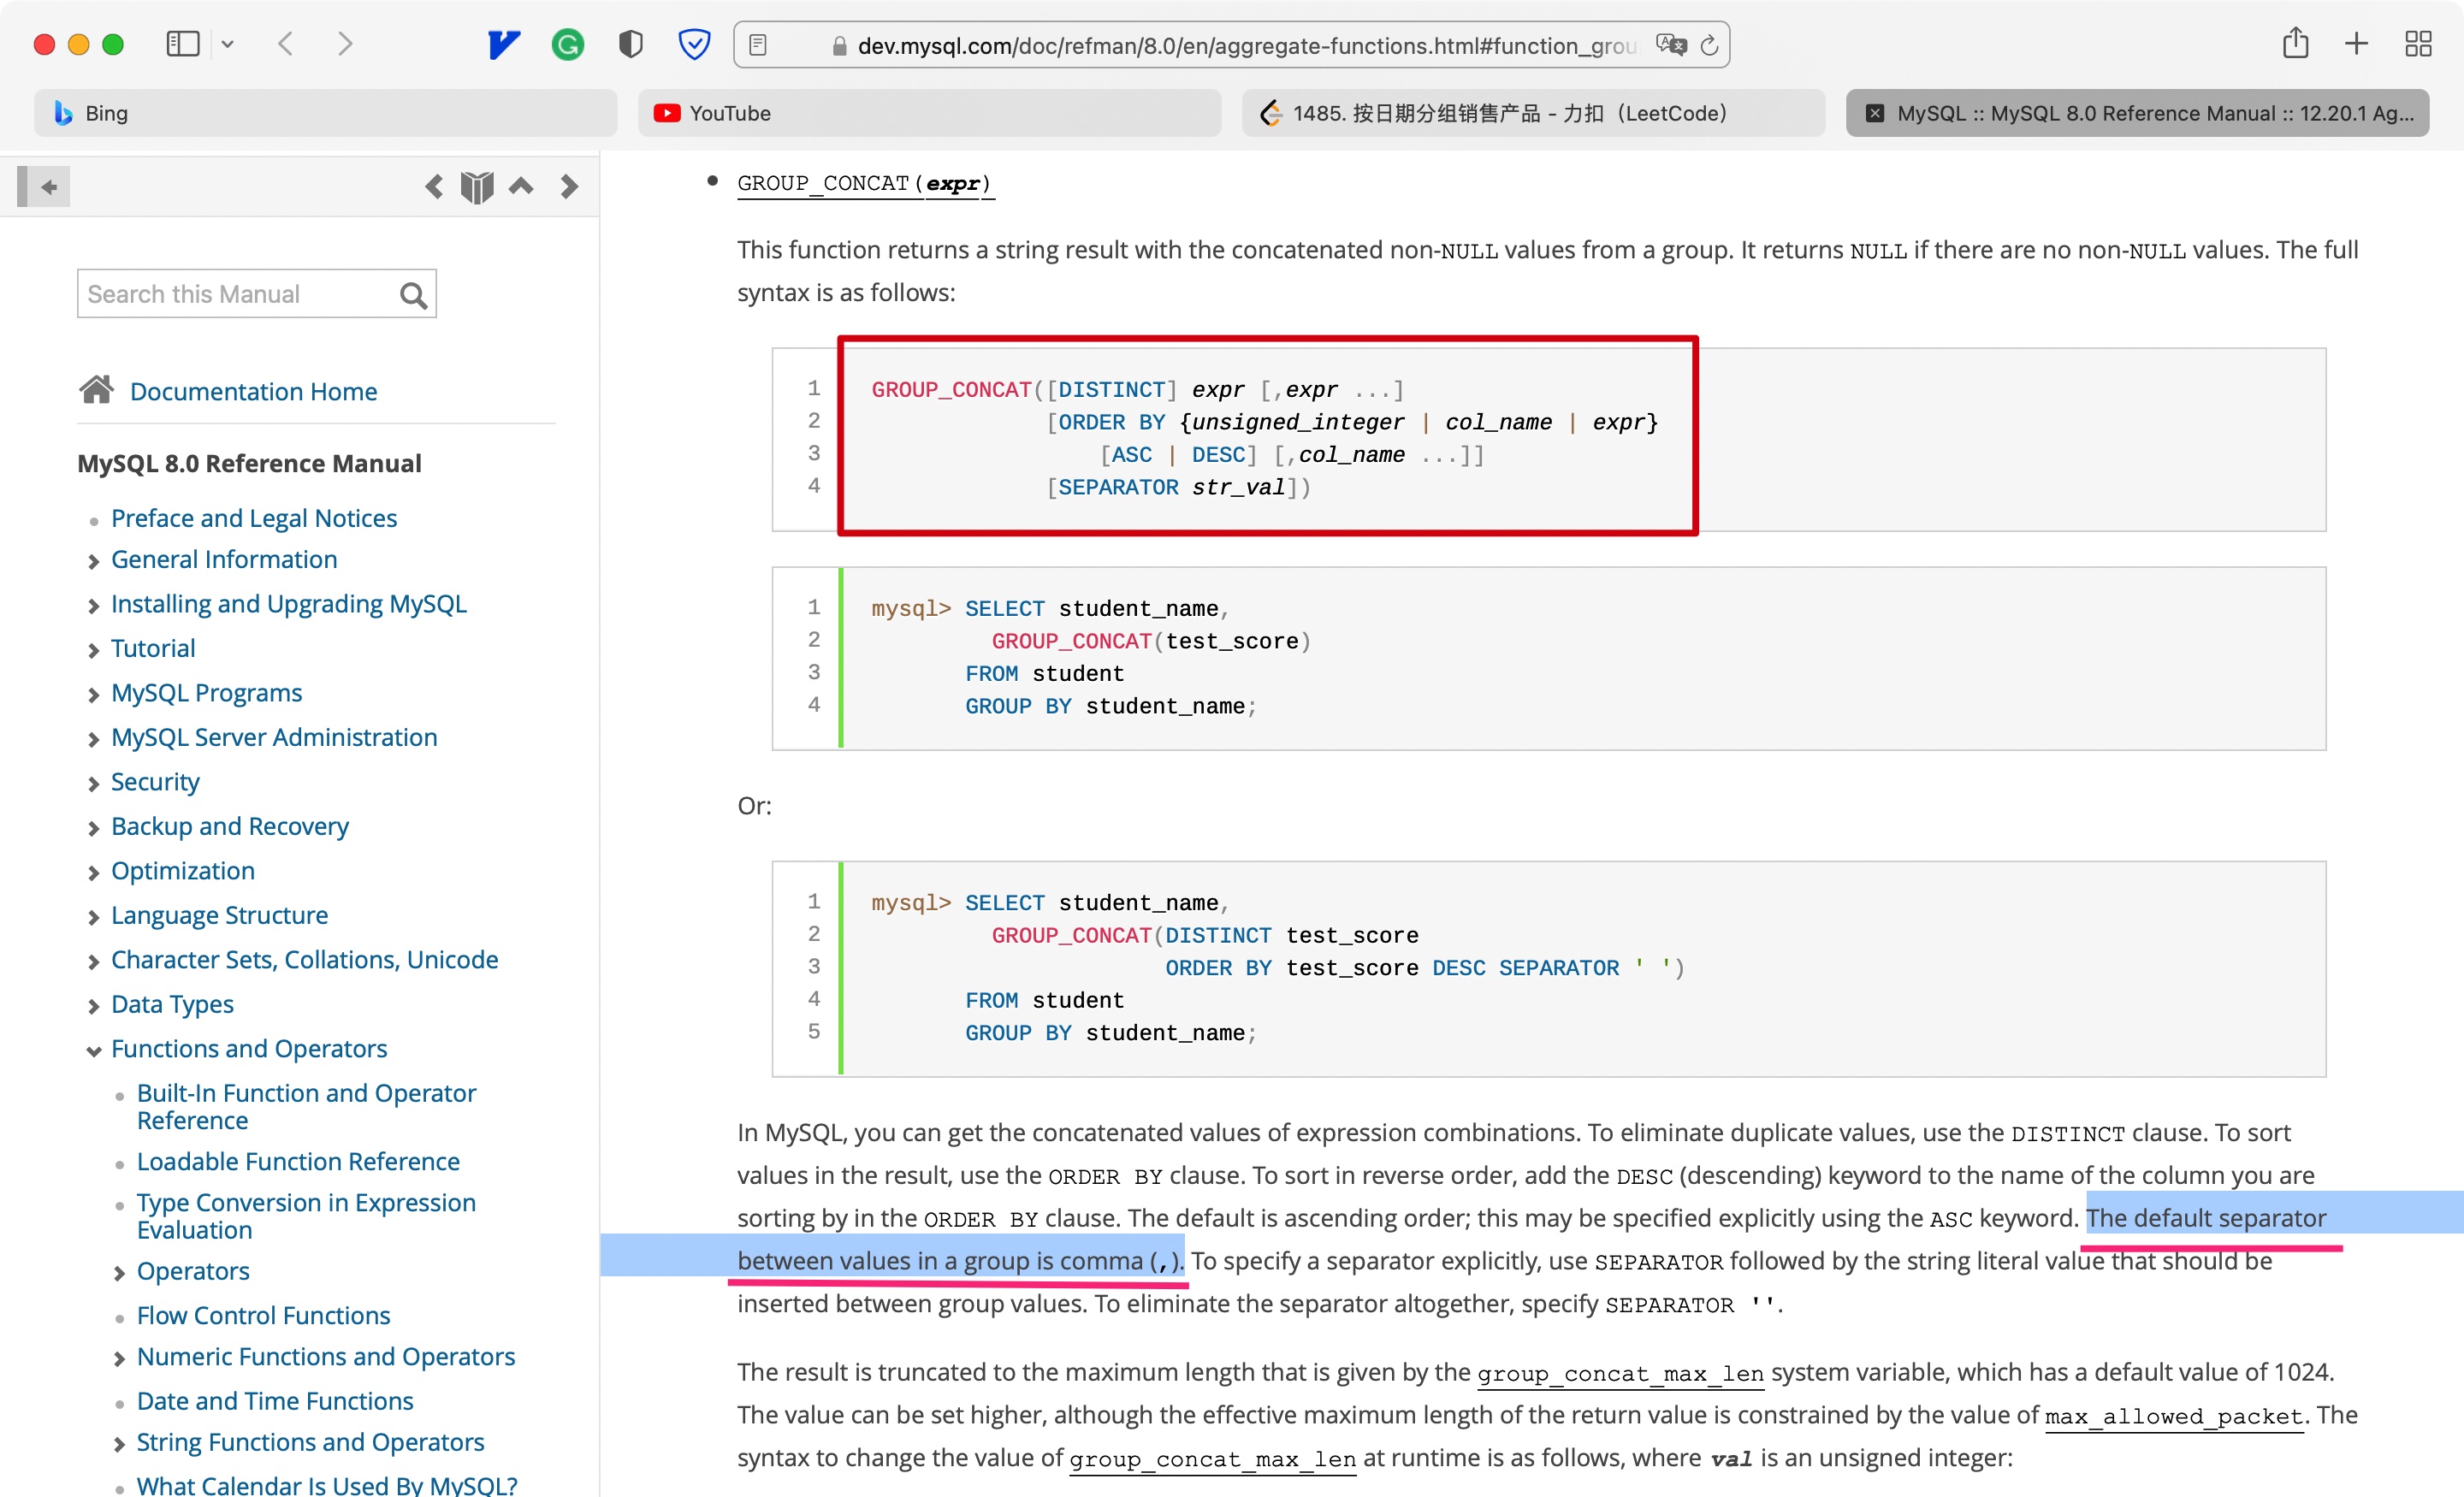 dev.mysql.com/doc/refman/8.0/en/aggregate-functions.html#function_grou
Bing
YouTube
1485. 按日期分组销售产品 - 力扣（LeetCode）
MySQL :: MySQL 8.0 Reference Manual :: 12.20.1 Ag...
Search this Manual
Documentation Home
MySQL 8.0 Reference Manual
Preface and Legal Notices
General Information
Installing and Upgrading MySQL
Tutorial
MySQL Programs
MySQL Server Administration
Security
Backup and Recovery
Optimization
Language Structure
Character Sets, Collations, Unicode
Data Types
Functions and Operators
Built-In Function and Operator
Reference
Loadable Function Reference
Type Conversion in Expression
Evaluation
Operators
Flow Control Functions
Numeric Functions and Operators
Date and Time Functions
String Functions and Operators
What Calendar Is Used By MySQL?
GROUP_CONCAT(expr)
This function returns a string result with the concatenated non-NULL values from a group. It returns NULL if there are no non-NULL values. The full
syntax is as follows:
1 GROUP_CONCAT([DISTINCT] expr [,expr ...]
2 [ORDER BY {unsigned_integer | col_name | expr}
3 [ASC | DESC] [,col_name ...]]
4 [SEPARATOR str_val])
1 mysql> SELECT student_name,
2 GROUP_CONCAT(test_score)
3 FROM student
4 GROUP BY student_name;
Or:
1 mysql> SELECT student_name,
2 GROUP_CONCAT(DISTINCT test_score
3 ORDER BY test_score DESC SEPARATOR ' ')
4 FROM student
5 GROUP BY student_name;
In MySQL, you can get the concatenated values of expression combinations. To eliminate duplicate values, use the DISTINCT clause. To sort
values in the result, use the ORDER BY clause. To sort in reverse order, add the DESC (descending) keyword to the name of the column you are
sorting by in the ORDER BY clause. The default is ascending order; this may be specified explicitly using the ASC keyword. The default separator
between values in a group is comma (,). To specify a separator explicitly, use SEPARATOR followed by the string literal value that should be
inserted between group values. To eliminate the separator altogether, specify SEPARATOR ''.
The result is truncated to the maximum length that is given by the group_concat_max_len system variable, which has a default value of 1024.
The value can be set higher, although the effective maximum length of the return value is constrained by the value of max_allowed_packet. The
syntax to change the value of group_concat_max_len at runtime is as follows, where val is an unsigned integer: